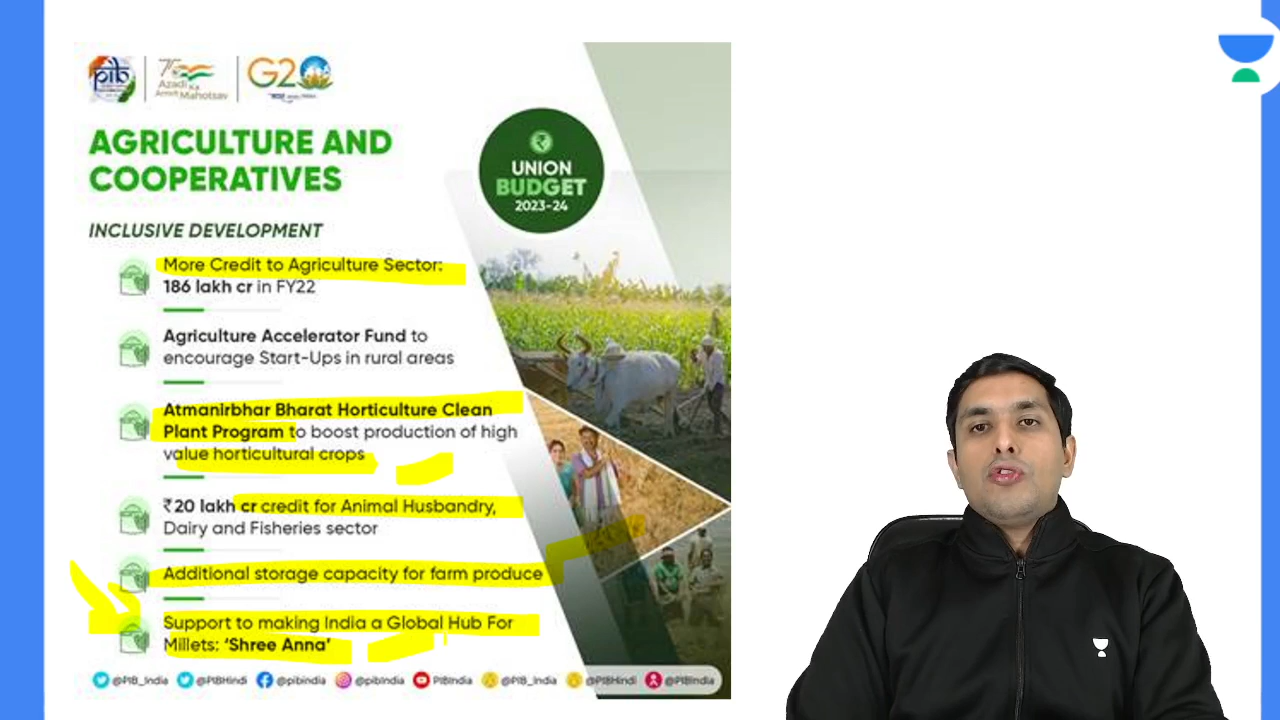 pib
Azadi Ka
Amrit Mahotsav
G20
AGRICULTURE AND
COOPERATIVES
UNION
BUDGET
2023-24
INCLUSIVE DEVELOPMENT
More Credit to Agriculture Sector:
186 lakh cr in FY22
Agriculture Accelerator Fund to
encourage Start-Ups in rural areas
Atmanirbhar Bharat Horticulture Clean
Plant Program to boost production of high
value horticultural crops
₹20 lakh cr credit for Animal Husbandry,
Dairy and Fisheries sector
Additional storage capacity for farm produce
Support to making India a Global Hub For
Millets: ‘Shree Anna’
@PIB_India @PIBHindi @pibindia @pibindia PIBIndia @PIB_India @PIBHindi @PIBIndia